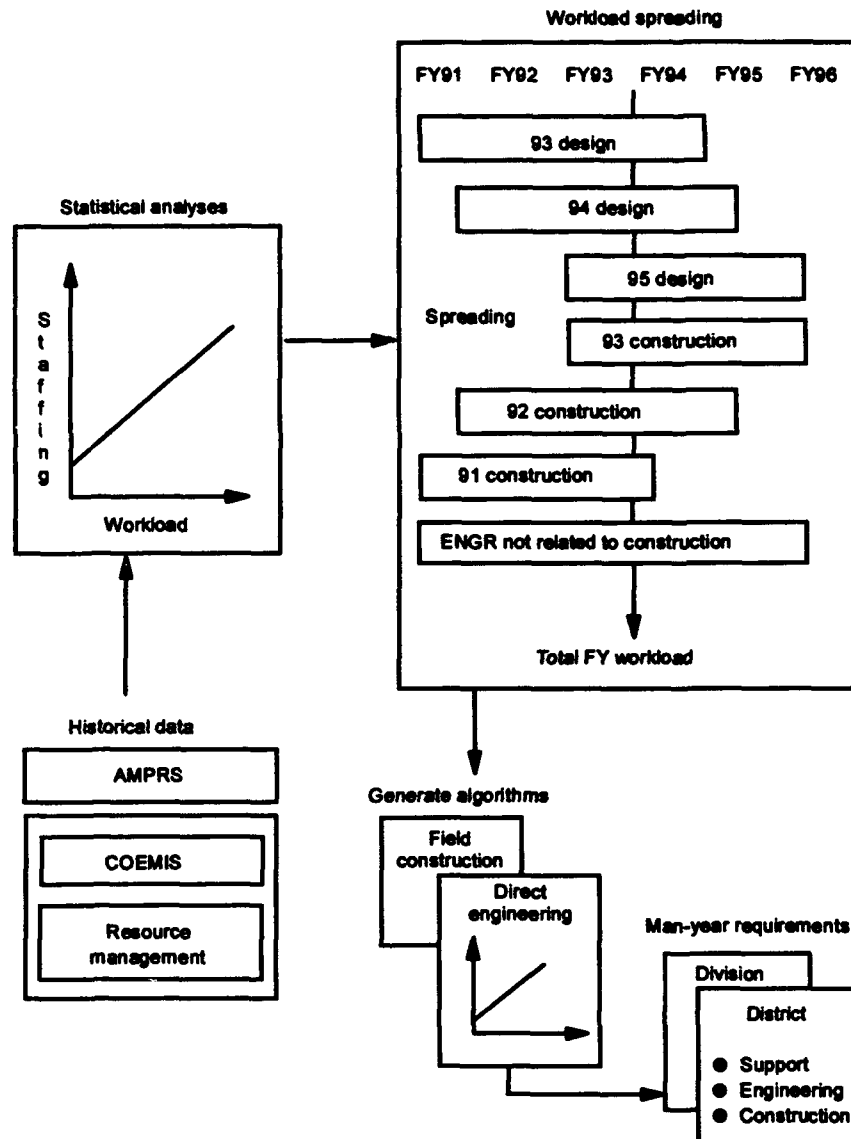 Workload spreading
FY91 FY92 FY93 FY94 FY95 FY96
93 design
94 design
95 design
Spreading
93 construction
92 construction
91 construction
ENGR not related to construction
Total FY workload
Statistical analyses
Staffing
Workload
Historical data
AMPRS
COEMIS
Resource
management
Generate algorithms
Field
construction
Direct
engineering
Man-year requirements
Division
District
● Support
● Engineering
● Construction